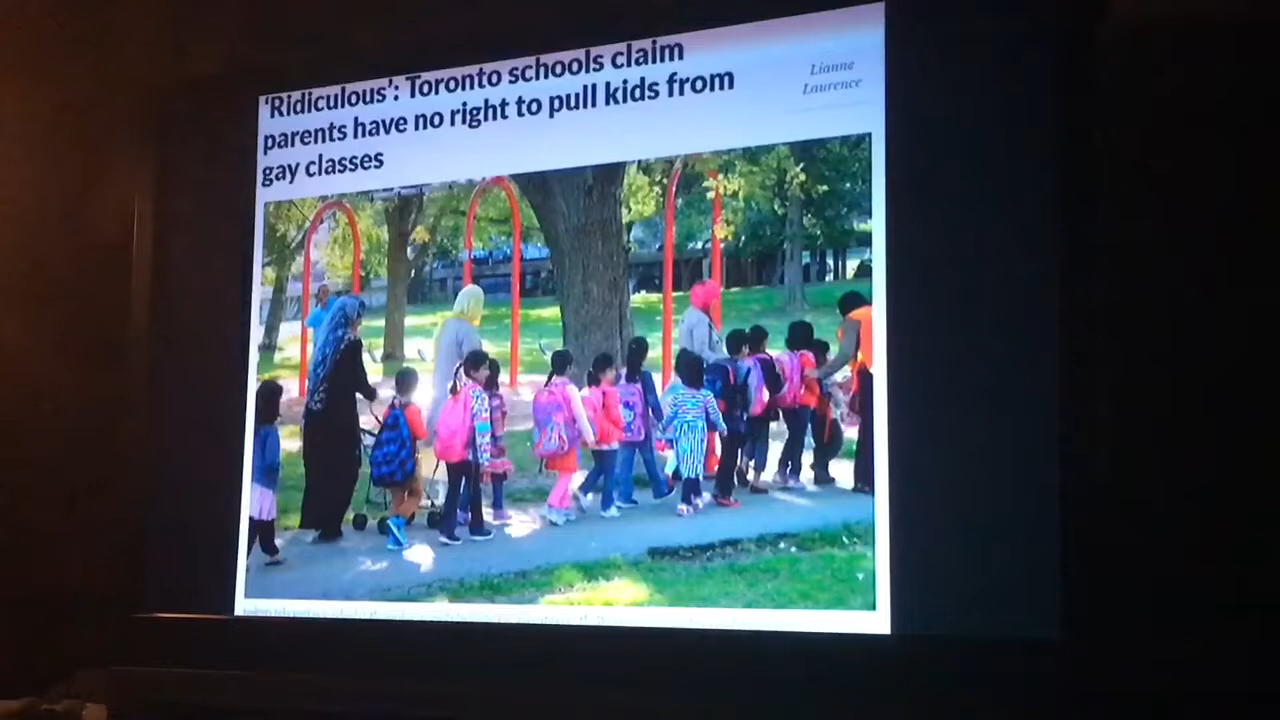 'Ridiculous': Toronto schools claim
parents have no right to pull kids from
gay classes
Lianne
Laurence